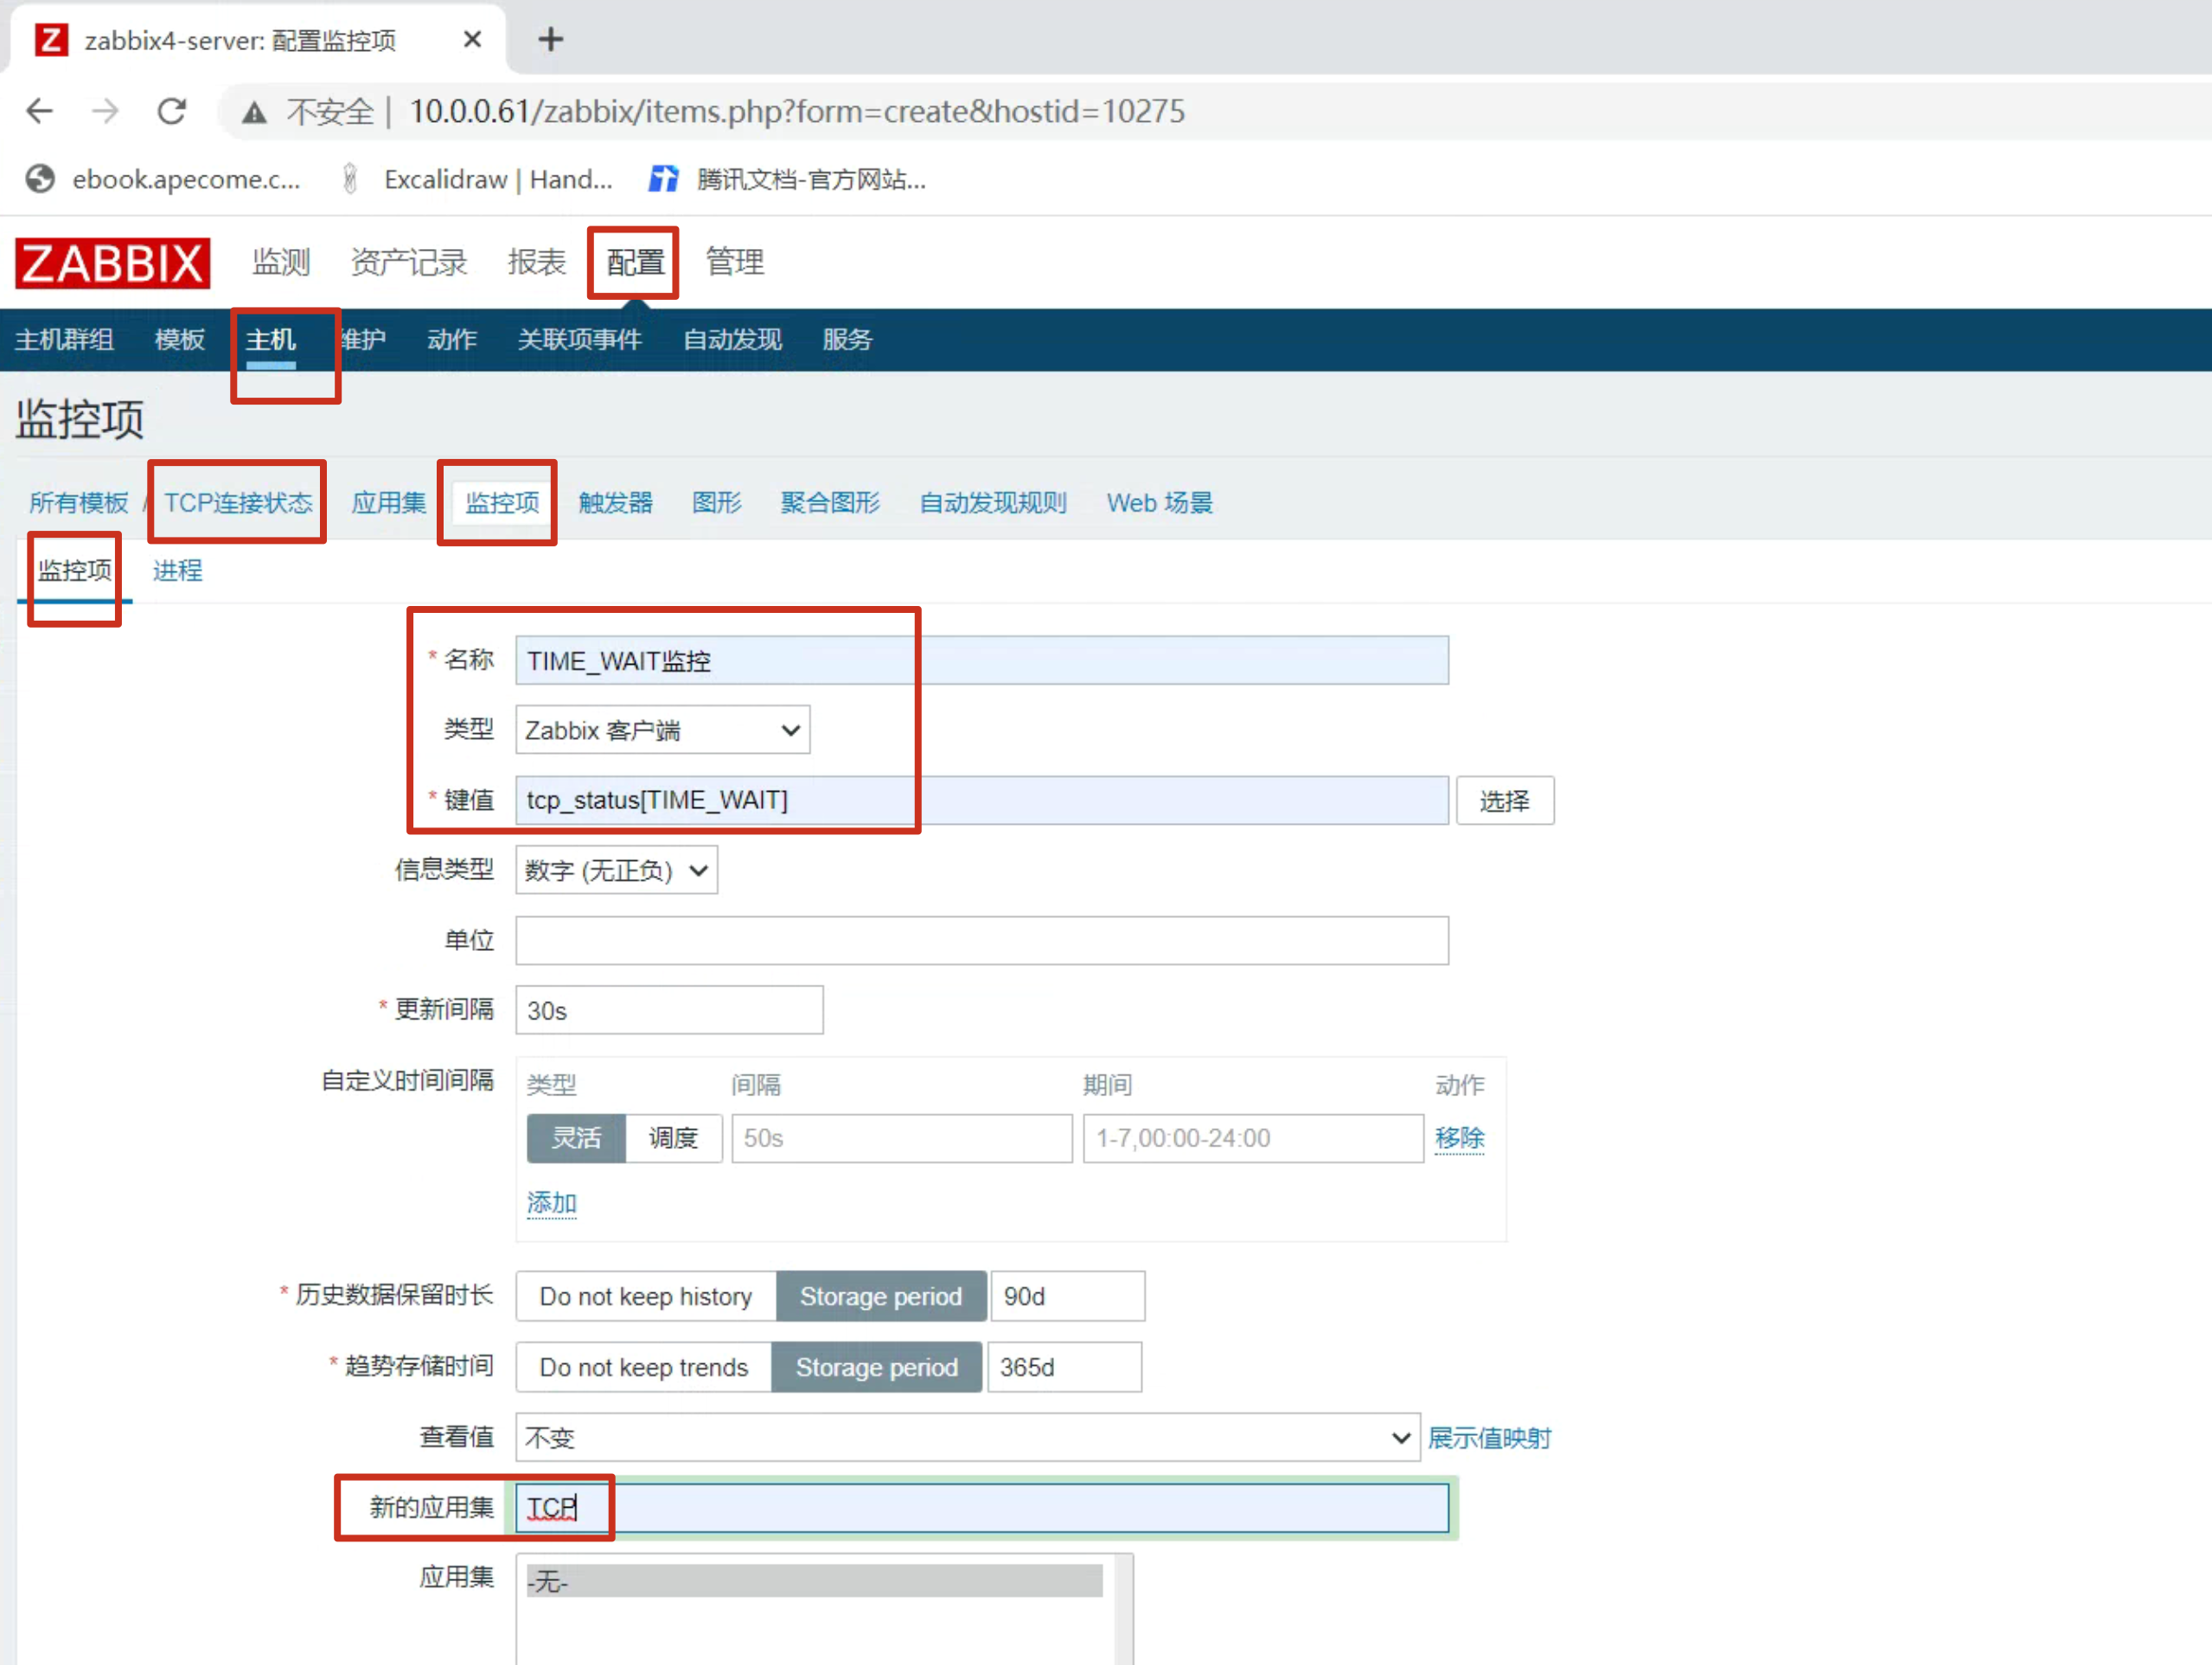 Z zabbix4-server: 配置监控项
不安全 | 10.0.0.61/zabbix/items.php?form=create&hostid=10275
ebook.apecome.c... Excalidraw | Hand... 腾讯文档-官方网站...
ZABBIX 监测 资产记录 报表 配置 管理
主机群组 模板 主机 维护 动作 关联项事件 自动发现 服务
监控项
所有模板 / TCP连接状态 应用集 监控项 触发器 图形 聚合图形 自动发现规则 Web 场景
监控项 进程
* 名称 TIME_WAIT监控
类型 Zabbix 客户端
* 键值 tcp_status[TIME_WAIT] 选择
信息类型 数字 (无正负)
单位
* 更新间隔 30s
自定义时间间隔 类型 间隔 期间 动作
灵活 调度 50s 1-7,00:00-24:00 移除
添加
* 历史数据保留时长 Do not keep history Storage period 90d
* 趋势存储时间 Do not keep trends Storage period 365d
查看值 不变 展示值映射
新的应用集 TCP
应用集 -无-